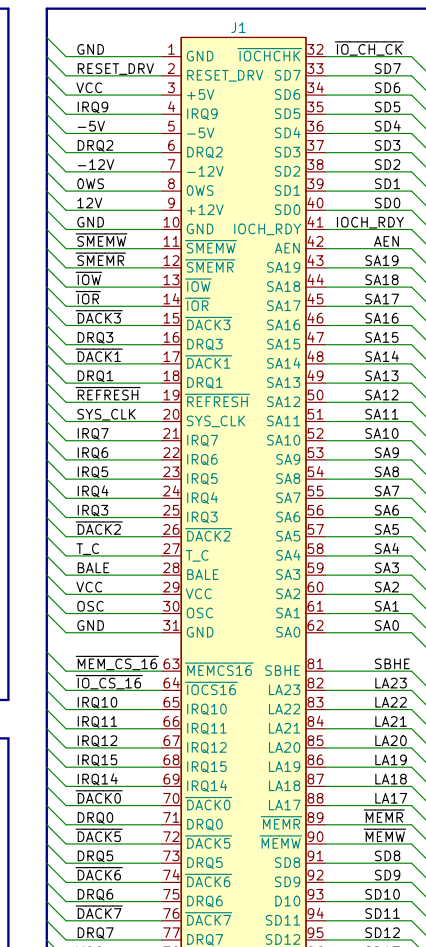 J1
GND 1 GND IOCHCHK 32 IO_CH_CK
RESET_DRV 2 RESET_DRV SD7 33 SD7
VCC 3 +5V SD6 34 SD6
IRQ9 4 IRQ9 SD5 35 SD5
−5V 5 −5V SD4 36 SD4
DRQ2 6 DRQ2 SD3 37 SD3
−12V 7 −12V SD2 38 SD2
0WS 8 0WS SD1 39 SD1
12V 9 +12V SD0 40 SD0
GND 10 GND IOCH_RDY 41 IOCH_RDY
SMEMW 11 SMEMW AEN 42 AEN
SMEMR 12 SMEMR SA19 43 SA19
IOW 13 IOW SA18 44 SA18
IOR 14 IOR SA17 45 SA17
DACK3 15 DACK3 SA16 46 SA16
DRQ3 16 DRQ3 SA15 47 SA15
DACK1 17 DACK1 SA14 48 SA14
DRQ1 18 DRQ1 SA13 49 SA13
REFRESH 19 REFRESH SA12 50 SA12
SYS_CLK 20 SYS_CLK SA11 51 SA11
IRQ7 21 IRQ7 SA10 52 SA10
IRQ6 22 IRQ6 SA9 53 SA9
IRQ5 23 IRQ5 SA8 54 SA8
IRQ4 24 IRQ4 SA7 55 SA7
IRQ3 25 IRQ3 SA6 56 SA6
DACK2 26 DACK2 SA5 57 SA5
T_C 27 T_C SA4 58 SA4
BALE 28 BALE SA3 59 SA3
VCC 29 VCC SA2 60 SA2
OSC 30 OSC SA1 61 SA1
GND 31 GND SA0 62 SA0
MEM_CS_16 63 MEMCS16 SBHE 81 SBHE
IO_CS_16 64 IOCS16 LA23 82 LA23
IRQ10 65 IRQ10 LA22 83 LA22
IRQ11 66 IRQ11 LA21 84 LA21
IRQ12 67 IRQ12 LA20 85 LA20
IRQ15 68 IRQ15 LA19 86 LA19
IRQ14 69 IRQ14 LA18 87 LA18
DACK0 70 DACK0 LA17 88 LA17
DRQ0 71 DRQ0 MEMR 89 MEMR
DACK5 72 DACK5 MEMW 90 MEMW
DRQ5 73 DRQ5 SD8 91 SD8
DACK6 74 DACK6 SD9 92 SD9
DRQ6 75 DRQ6 D10 93 SD10
DACK7 76 DACK7 SD11 94 SD11
DRQ7 77 DRQ7 95 SD12